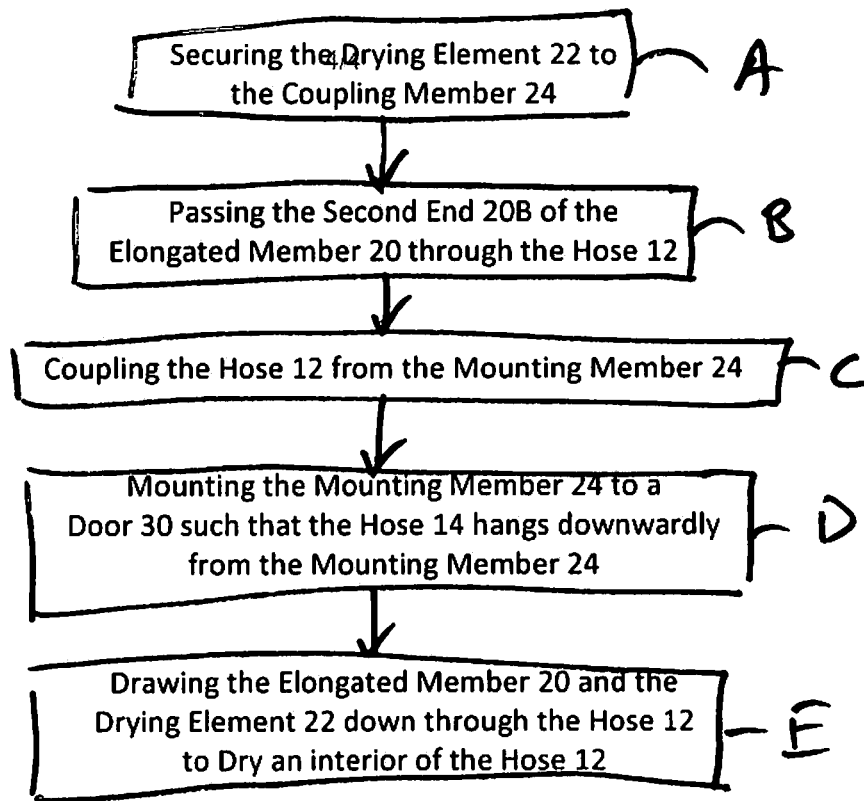 Securing the Drying Element 22 to
the Coupling Member 24
4/4
A
Passing the Second End 20B of the
Elongated Member 20 through the Hose 12
B
Coupling the Hose 12 from the Mounting Member 24
C
Mounting the Mounting Member 24 to a
Door 30 such that the Hose 14 hangs downwardly
from the Mounting Member 24
D
Drawing the Elongated Member 20 and the
Drying Element 22 down through the Hose 12
to Dry an interior of the Hose 12
E